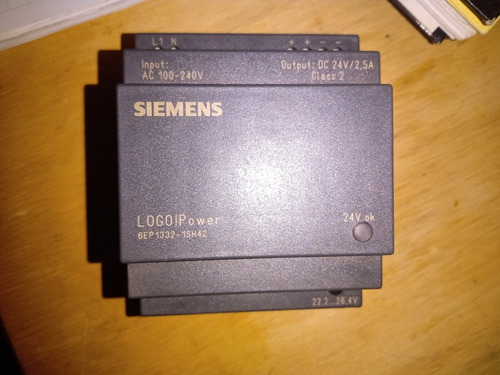 L1 N + + - -
Input: Output: DC 24V/2,5A
AC 100-240V Class 2
SIEMENS
LOGO!Power 24V ok
6EP1332-1SH42
22.2...26.4V